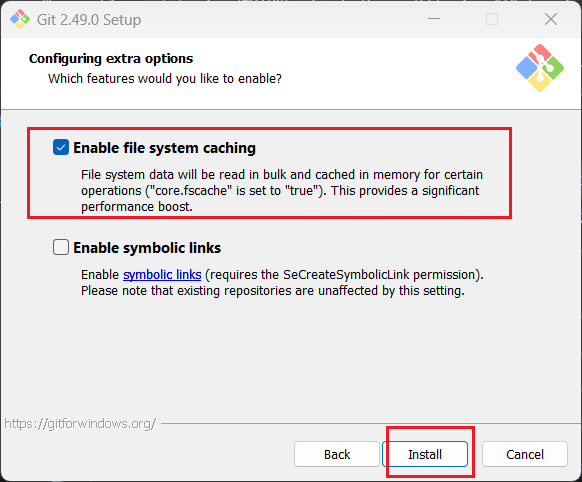 Git 2.49.0 Setup
Configuring extra options
Which features would you like to enable?
Enable file system caching
File system data will be read in bulk and cached in memory for certain
operations ("core.fscache" is set to "true"). This provides a significant
performance boost.
Enable symbolic links
Enable symbolic links (requires the SeCreateSymbolicLink permission).
Please note that existing repositories are unaffected by this setting.
https://gitforwindows.org/
Back Install Cancel